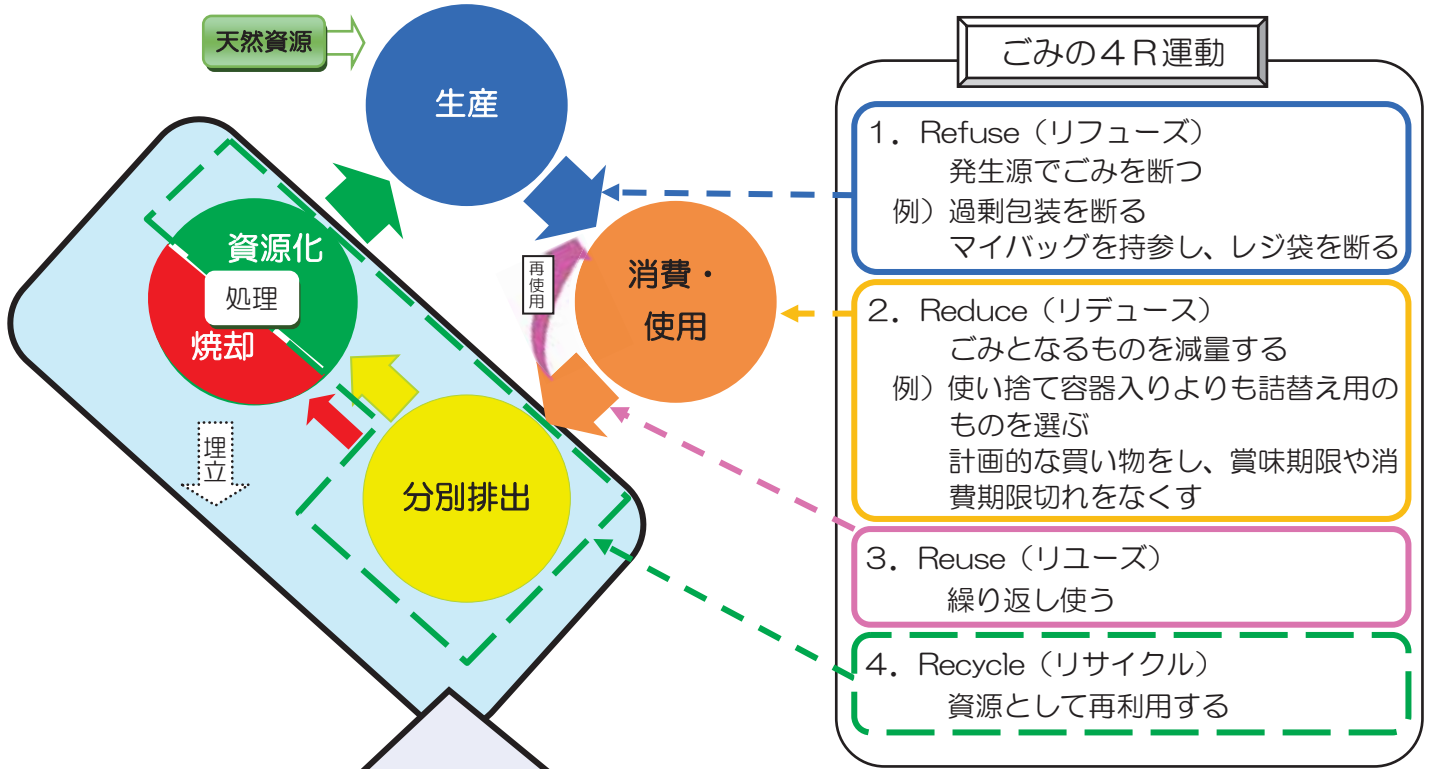 天然資源
生産
資源化
処理
焼却
再使用
消費・
使用
埋立
分別排出
ごみの４Ｒ運動
１．Refuse（リフューズ）
発生源でごみを断つ
例）過剰包装を断る
マイバッグを持参し、レジ袋を断る
２．Reduce（リデュース）
ごみとなるものを減量する
例）使い捨て容器入りよりも詰替え用の
ものを選ぶ
計画的な買い物をし、賞味期限や消
費期限切れをなくす
３．Reuse（リユーズ）
繰り返し使う
４．Recycle（リサイクル）
資源として再利用する